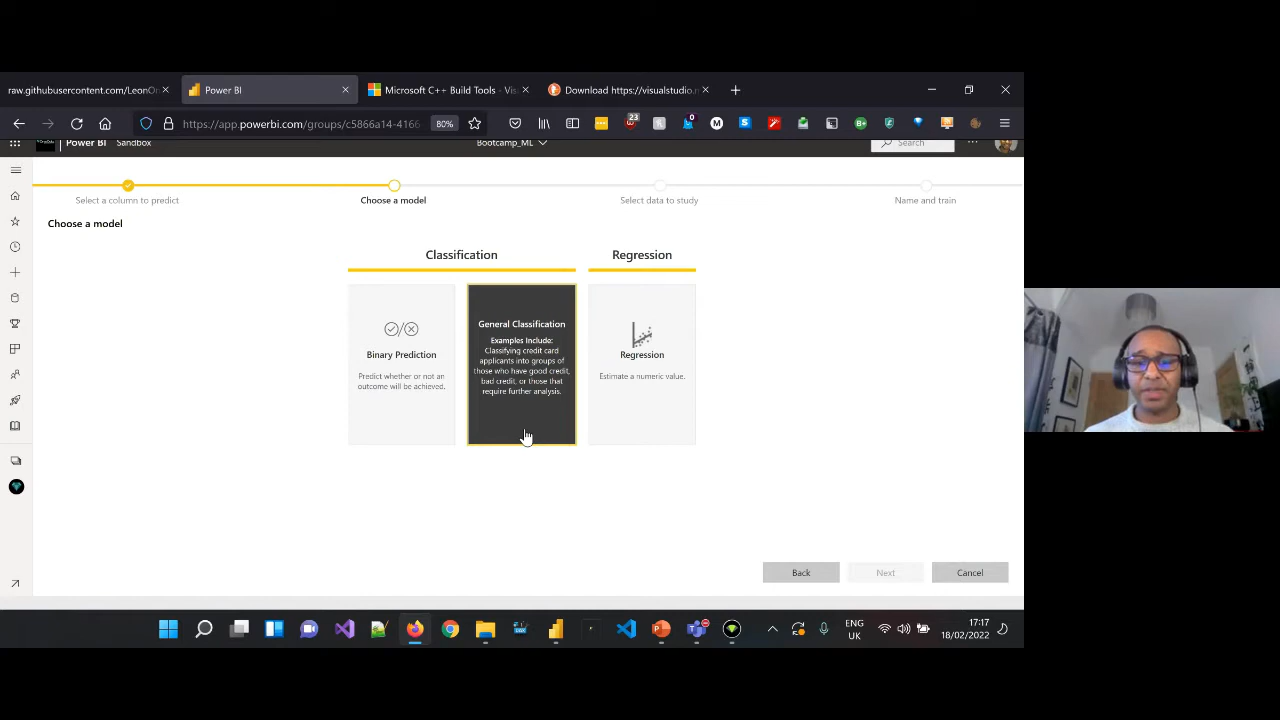 raw.githubusercontent.com/LeonOn
Power BI
Microsoft C++ Build Tools - Vis
Download https://visualstudio.n
https://app.powerbi.com/groups/c5866a14-4166
80%
23
Power BI
Sandbox
Bootcamp_ML
Search
Select a column to predict
Choose a model
Select data to study
Name and train
Choose a model
Classification
Regression
Binary Prediction
Predict whether or not an
outcome will be achieved.
General Classification
Examples Include:
Classifying credit card
applicants into groups of
those who have good credit,
bad credit, or those that
require further analysis.
Regression
Estimate a numeric value.
Back
Next
Cancel
ENG
UK
17:17
18/02/2022